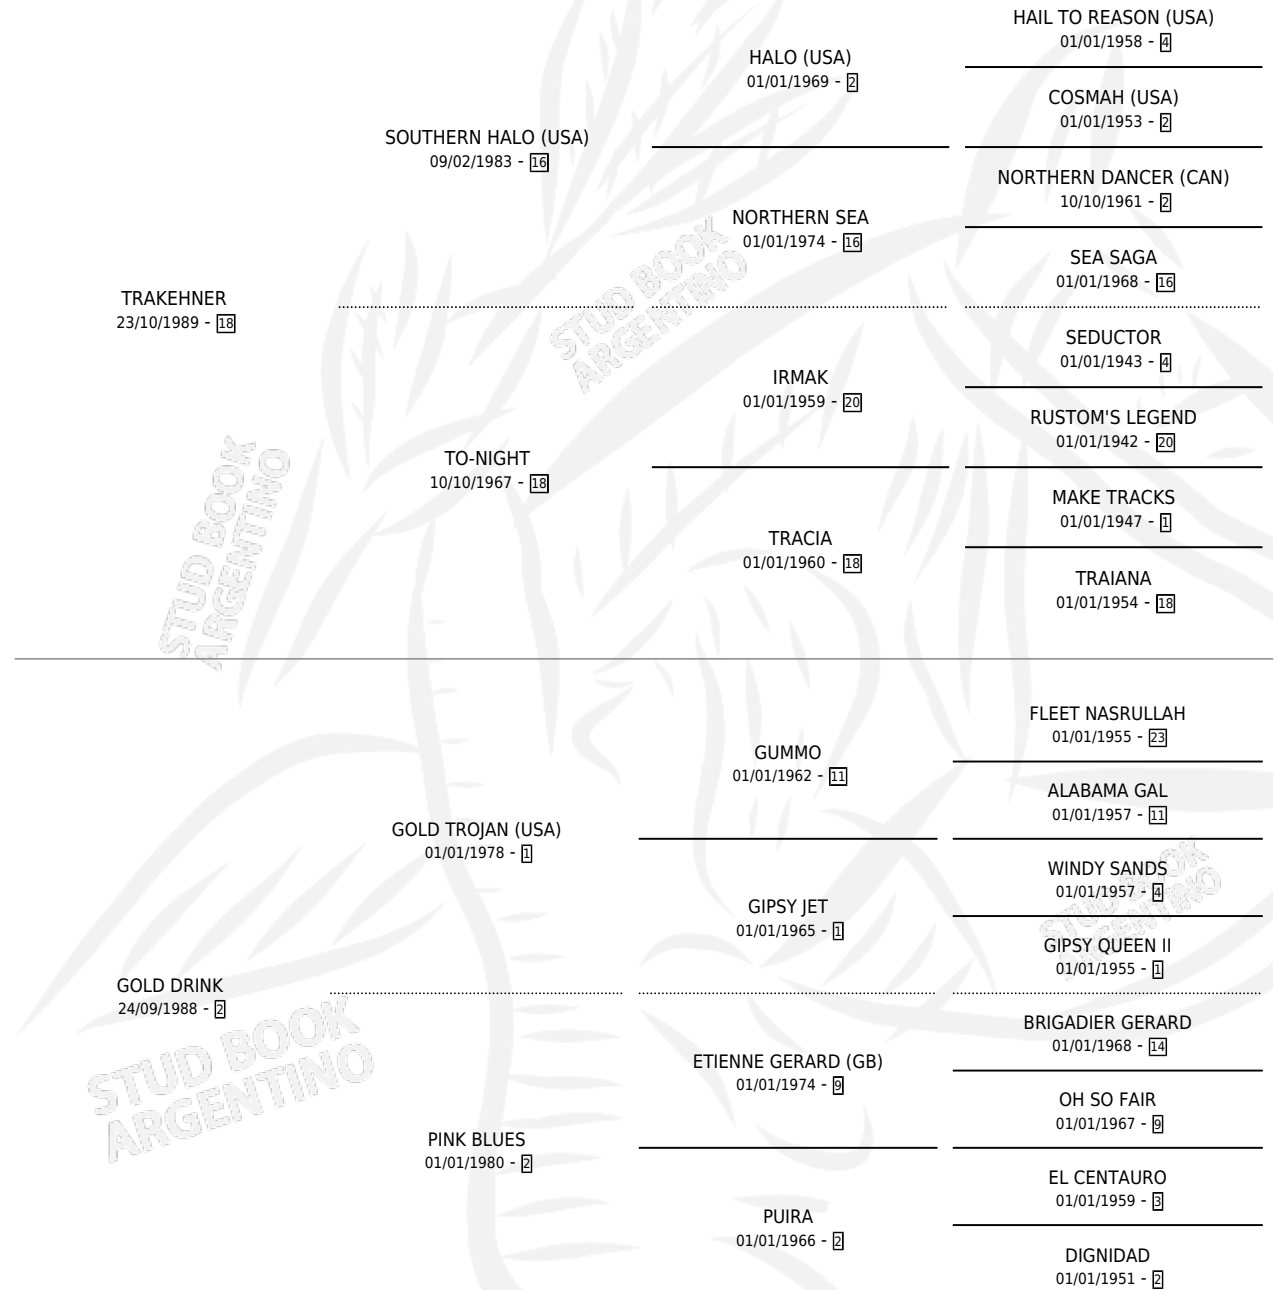 HAIL TO REASON (USA)
01/01/1958 - 4
HALO (USA)
01/01/1969 - 2
COSMAH (USA)
01/01/1953 - 2
SOUTHERN HALO (USA)
09/02/1983 - 16
NORTHERN DANCER (CAN)
10/10/1961 - 2
NORTHERN SEA
01/01/1974 - 16
SEA SAGA
01/01/1968 - 16
TRAKEHNER
23/10/1989 - 18
SEDUCTOR
01/01/1943 - 4
IRMAK
01/01/1959 - 20
RUSTOM'S LEGEND
01/01/1942 - 20
TO-NIGHT
10/10/1967 - 18
MAKE TRACKS
01/01/1947 - 1
TRACIA
01/01/1960 - 18
TRAIANA
01/01/1954 - 18
FLEET NASRULLAH
01/01/1955 - 23
GUMMO
01/01/1962 - 11
ALABAMA GAL
01/01/1957 - 11
GOLD TROJAN (USA)
01/01/1978 - 1
WINDY SANDS
01/01/1957 - 4
GIPSY JET
01/01/1965 - 1
GIPSY QUEEN II
01/01/1955 - 1
GOLD DRINK
24/09/1988 - 2
BRIGADIER GERARD
01/01/1968 - 14
ETIENNE GERARD (GB)
01/01/1974 - 9
OH SO FAIR
01/01/1967 - 9
PINK BLUES
01/01/1980 - 2
EL CENTAURO
01/01/1959 - 3
PUIRA
01/01/1966 - 2
DIGNIDAD
01/01/1951 - 2
STUD BOOK
ARGENTINO
STUD BOOK
ARGENTINO
STUD BOOK
ARGENTINO
STUD BOOK
ARGENTINO